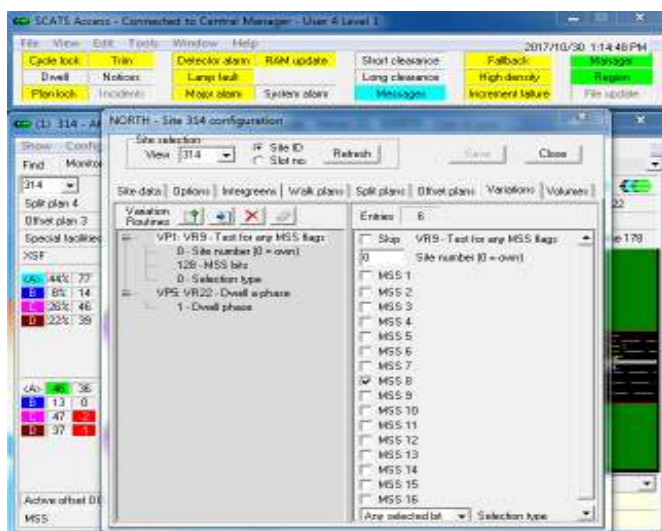 SCATS Access - Connected to Central Manager - User 4 Level 1
File View Edit Tools Window Help
2017/10/30 1:14:48 PM
Cycle lock Trim Detector alarm RAM update Short clearance Fallback Manager
Dwell Notices Lamp fault Long clearance High density Region
Plan lock Incidents Major alarm System alarm Messages Increment failure File update
(1) 314 -
NORTH - Site 314 configuration
Show
Find Monitor
314
Split plan 4
Offset plan 3
Special facilities
XSF
<A> 44% 77
B 8% 14
C 26% 46
D 22% 39
<A> 46 36
B 13 0
C 47 -2
D 37 -1
Active offset
MSS
Site selection
View 314 Site ID Slot no. Refresh Save Close
Site data Options Intergreens Walk plans Split plans Offset plans Variations Volumes
Variation Routines
Entries 6
VP1: VR9 - Test for any MSS flags
0 - Site number (0 = own)
128 - MSS bits
0 - Selection type
VP5: VR22 - Dwell a phase
1 - Dwell phase
Skip VR9 - Test for any MSS flags
0 Site number (0 = own)
MSS 1
MSS 2
MSS 3
MSS 4
MSS 5
MSS 6
MSS 7
MSS 8
MSS 9
MSS 10
MSS 11
MSS 12
MSS 13
MSS 14
MSS 15
MSS 16
Any selected bit Selection type
22
178